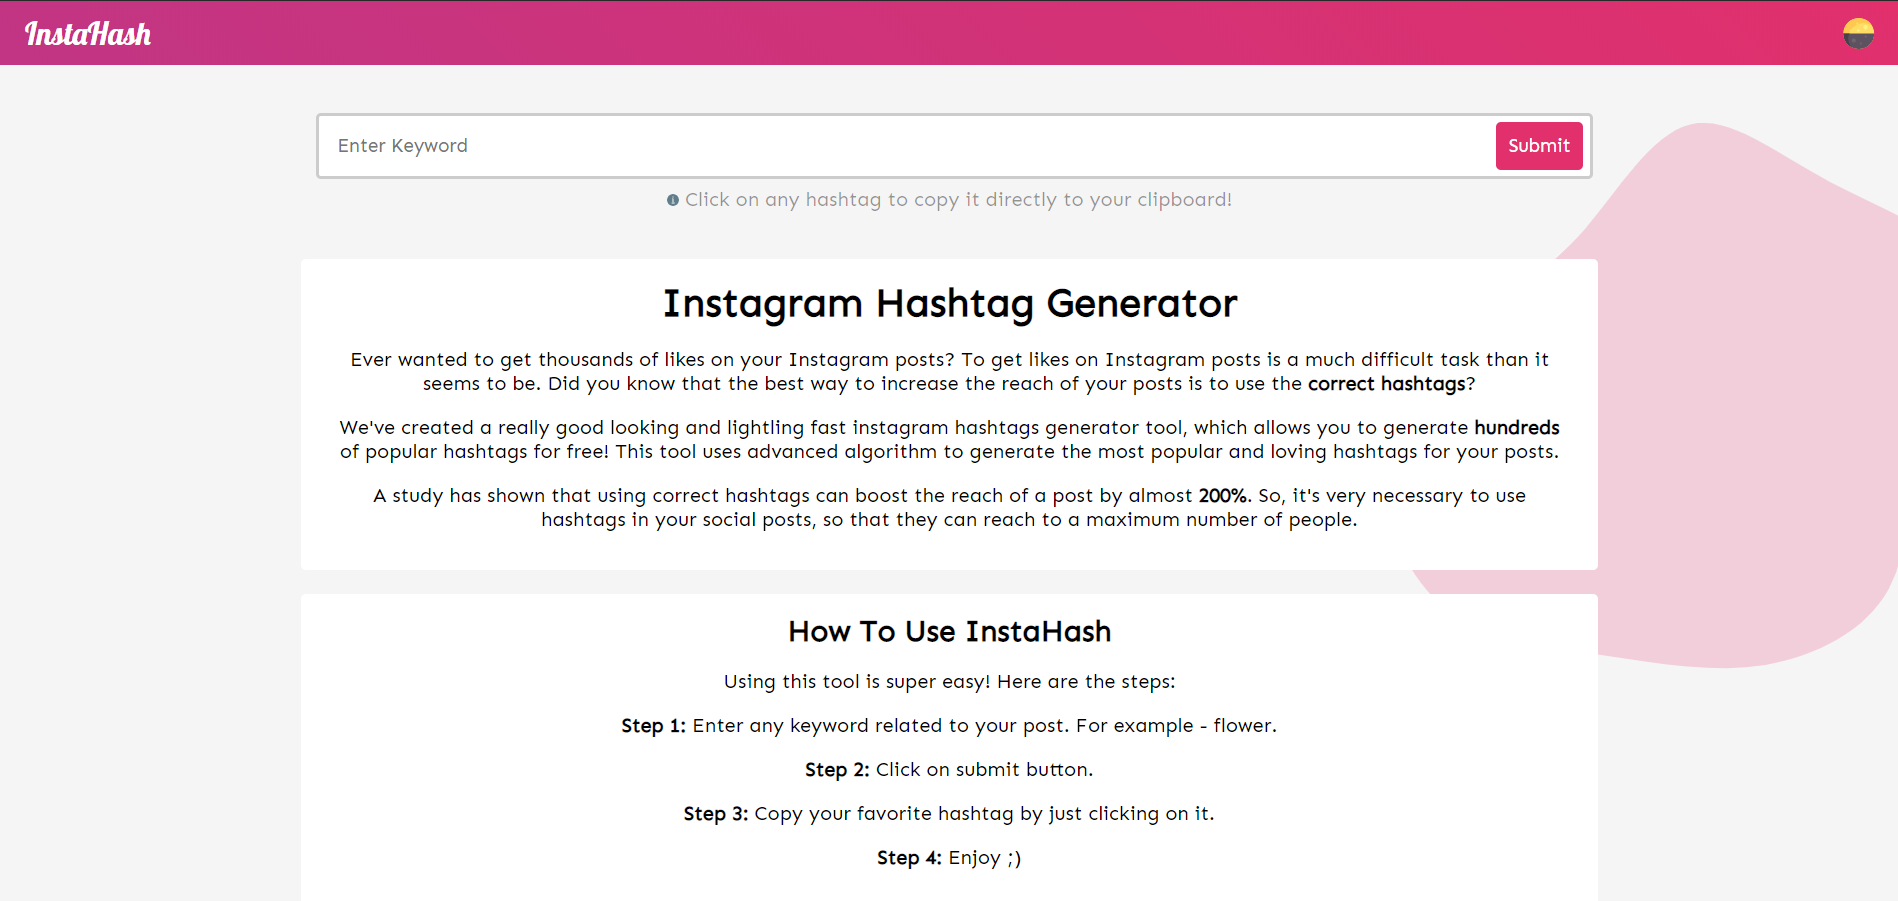 InstaHash
Enter Keyword
Submit
Click on any hashtag to copy it directly to your clipboard!
Instagram Hashtag Generator
Ever wanted to get thousands of likes on your Instagram posts? To get likes on Instagram posts is a much difficult task than it
seems to be. Did you know that the best way to increase the reach of your posts is to use the correct hashtags?
We've created a really good looking and lightling fast instagram hashtags generator tool, which allows you to generate hundreds
of popular hashtags for free! This tool uses advanced algorithm to generate the most popular and loving hashtags for your posts.
A study has shown that using correct hashtags can boost the reach of a post by almost 200%. So, it's very necessary to use
hashtags in your social posts, so that they can reach to a maximum number of people.
How To Use InstaHash
Using this tool is super easy! Here are the steps:
Step 1: Enter any keyword related to your post. For example - flower.
Step 2: Click on submit button.
Step 3: Copy your favorite hashtag by just clicking on it.
Step 4: Enjoy ;)